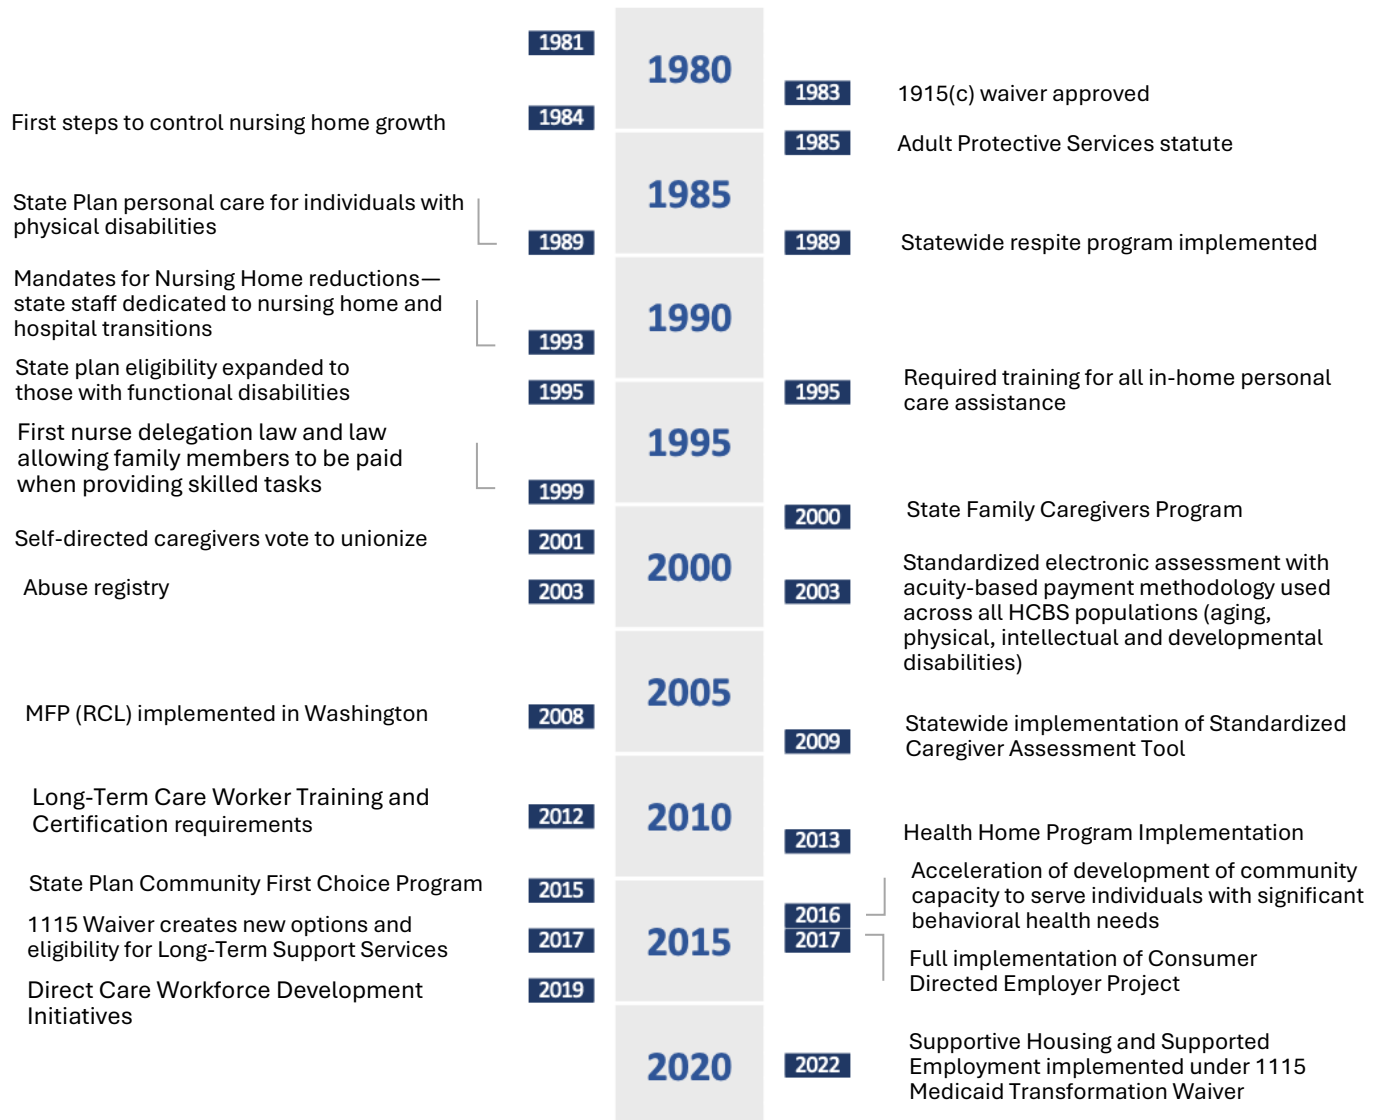 1981
1980
1983
1915(c) waiver approved
First steps to control nursing home growth
1984
1985
Adult Protective Services statute
1985
State Plan personal care for individuals with
physical disabilities
1989
1989
Statewide respite program implemented
Mandates for Nursing Home reductions—
state staff dedicated to nursing home and
hospital transitions
1993
1990
State plan eligibility expanded to
those with functional disabilities
1995
1995
Required training for all in-home personal
care assistance
First nurse delegation law and law
allowing family members to be paid
when providing skilled tasks
1999
1995
2000
State Family Caregivers Program
Self-directed caregivers vote to unionize
2001
2000
Abuse registry
2003
2003
Standardized electronic assessment with
acuity-based payment methodology used
across all HCBS populations (aging,
physical, intellectual and developmental
disabilities)
2005
MFP (RCL) implemented in Washington
2008
2009
Statewide implementation of Standardized
Caregiver Assessment Tool
Long-Term Care Worker Training and
Certification requirements
2012
2010
2013
Health Home Program Implementation
State Plan Community First Choice Program
2015
2016
Acceleration of development of community
capacity to serve individuals with significant
behavioral health needs
1115 Waiver creates new options and
eligibility for Long-Term Support Services
2017
2015
2017
Full implementation of Consumer
Directed Employer Project
Direct Care Workforce Development
Initiatives
2019
2020
2022
Supportive Housing and Supported
Employment implemented under 1115
Medicaid Transformation Waiver